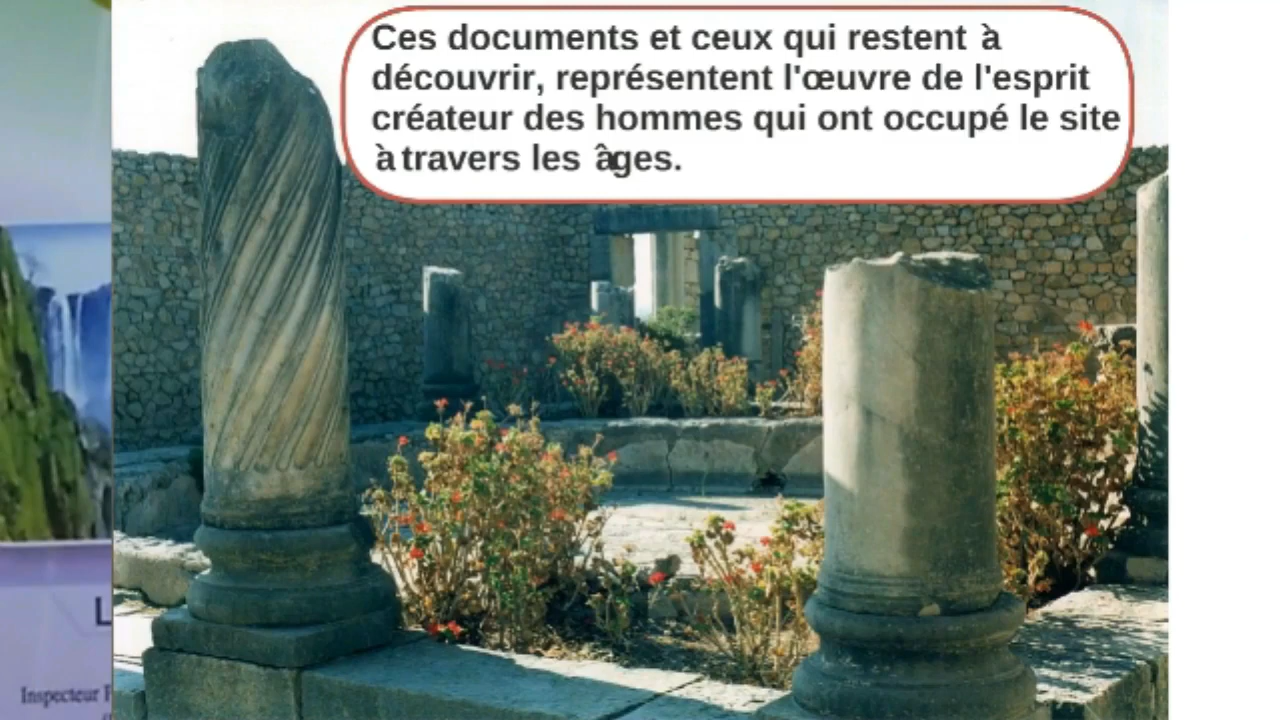 Ces documents et ceux qui restent à
découvrir, représentent l'œuvre de l'esprit
créateur des hommes qui ont occupé le site
à travers les âges.
L
Inspecteur